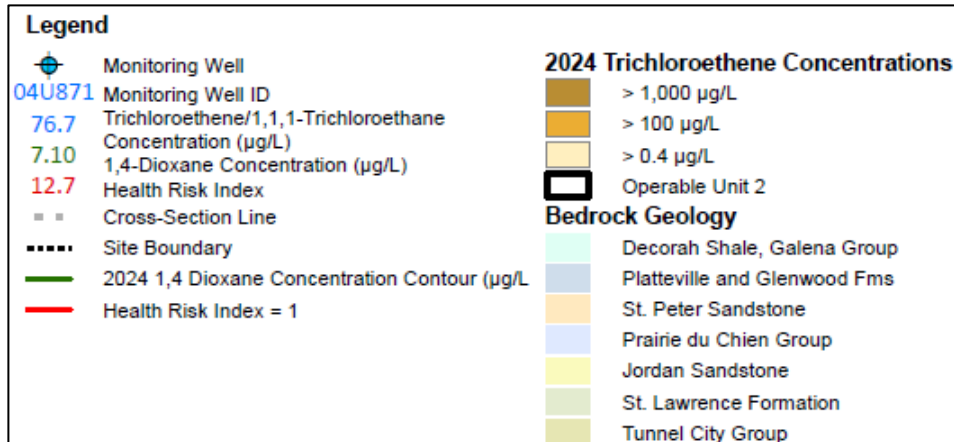 Legend
Monitoring Well
04U871 Monitoring Well ID
76.7 Trichloroethene/1,1,1-Trichloroethane
Concentration (µg/L)
7.10 1,4-Dioxane Concentration (µg/L)
12.7 Health Risk Index
Cross-Section Line
Site Boundary
2024 1,4 Dioxane Concentration Contour (µg/L
Health Risk Index = 1
2024 Trichloroethene Concentrations
> 1,000 µg/L
> 100 µg/L
> 0.4 µg/L
Operable Unit 2
Bedrock Geology
Decorah Shale, Galena Group
Platteville and Glenwood Fms
St. Peter Sandstone
Prairie du Chien Group
Jordan Sandstone
St. Lawrence Formation
Tunnel City Group